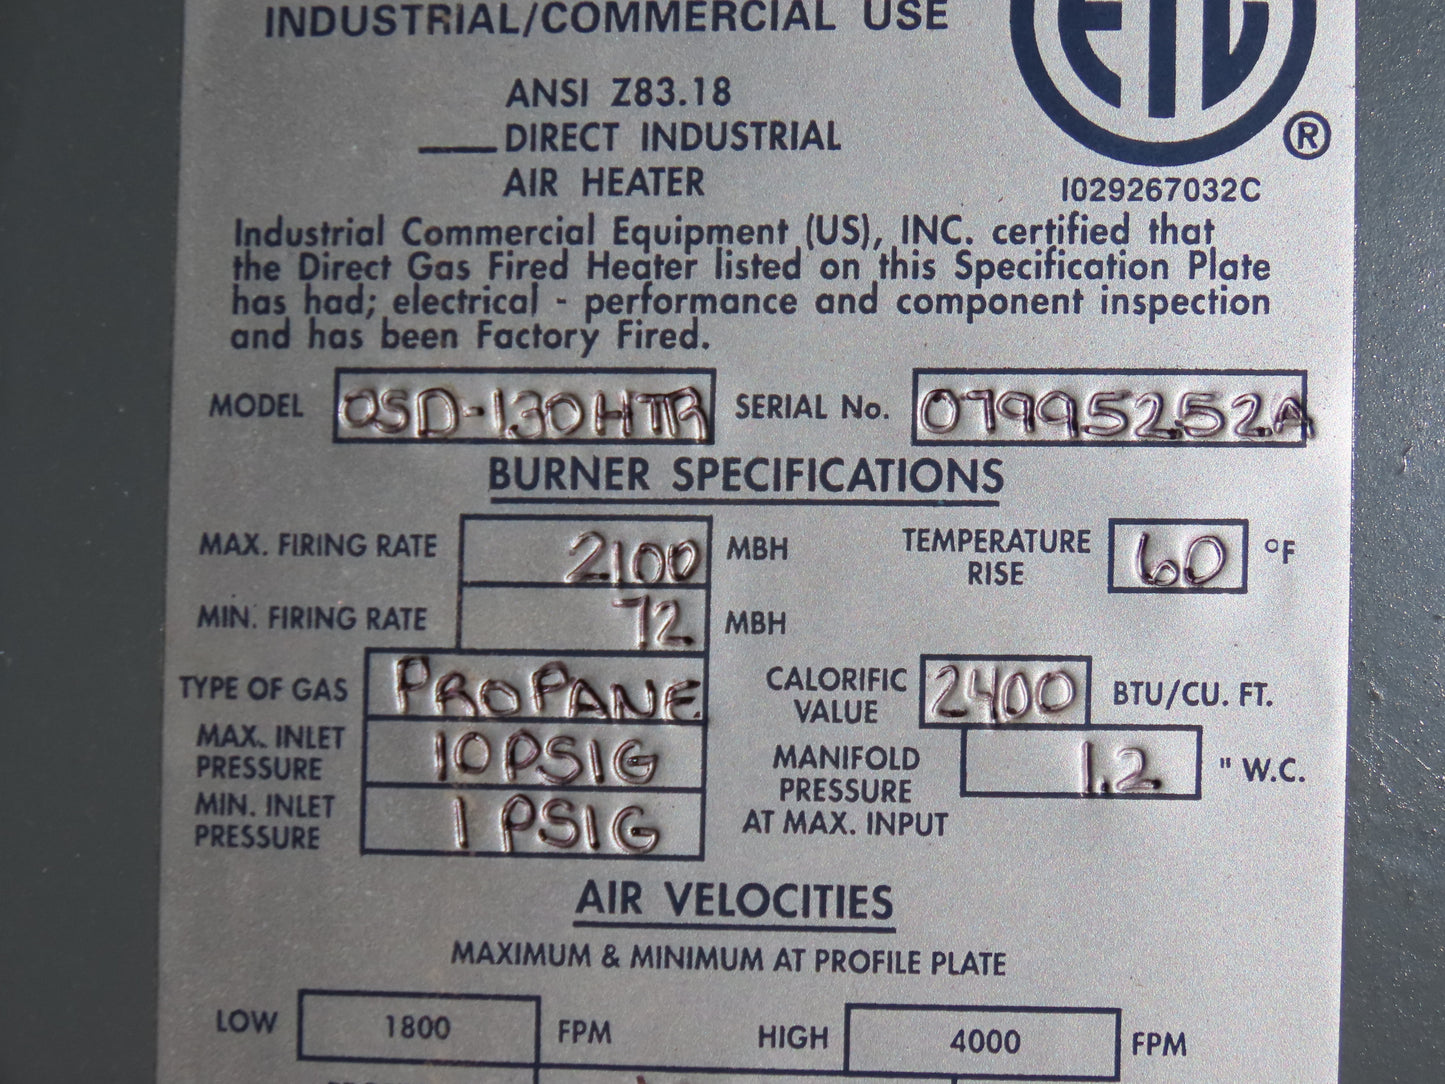 INDUSTRIAL/COMMERCIAL USE
ETL
®
ANSI Z83.18
DIRECT INDUSTRIAL
AIR HEATER
I029267032C
Industrial Commercial Equipment (US), INC. certified that
the Direct Gas Fired Heater listed on this Specification Plate
has had; electrical - performance and component inspection
and has been Factory Fired.
MODEL OSD-130HTR SERIAL No. 07995252A
BURNER SPECIFICATIONS
MAX. FIRING RATE 2100 MBH TEMPERATURE RISE 60 °F
MIN. FIRING RATE 72 MBH
TYPE OF GAS PROPANE CALORIFIC VALUE 2400 BTU/CU. FT.
MAX. INLET PRESSURE 10 PSIG MANIFOLD PRESSURE AT MAX. INPUT 1.2 " W.C.
MIN. INLET PRESSURE 1 PSIG
AIR VELOCITIES
MAXIMUM & MINIMUM AT PROFILE PLATE
LOW 1800 FPM HIGH 4000 FPM